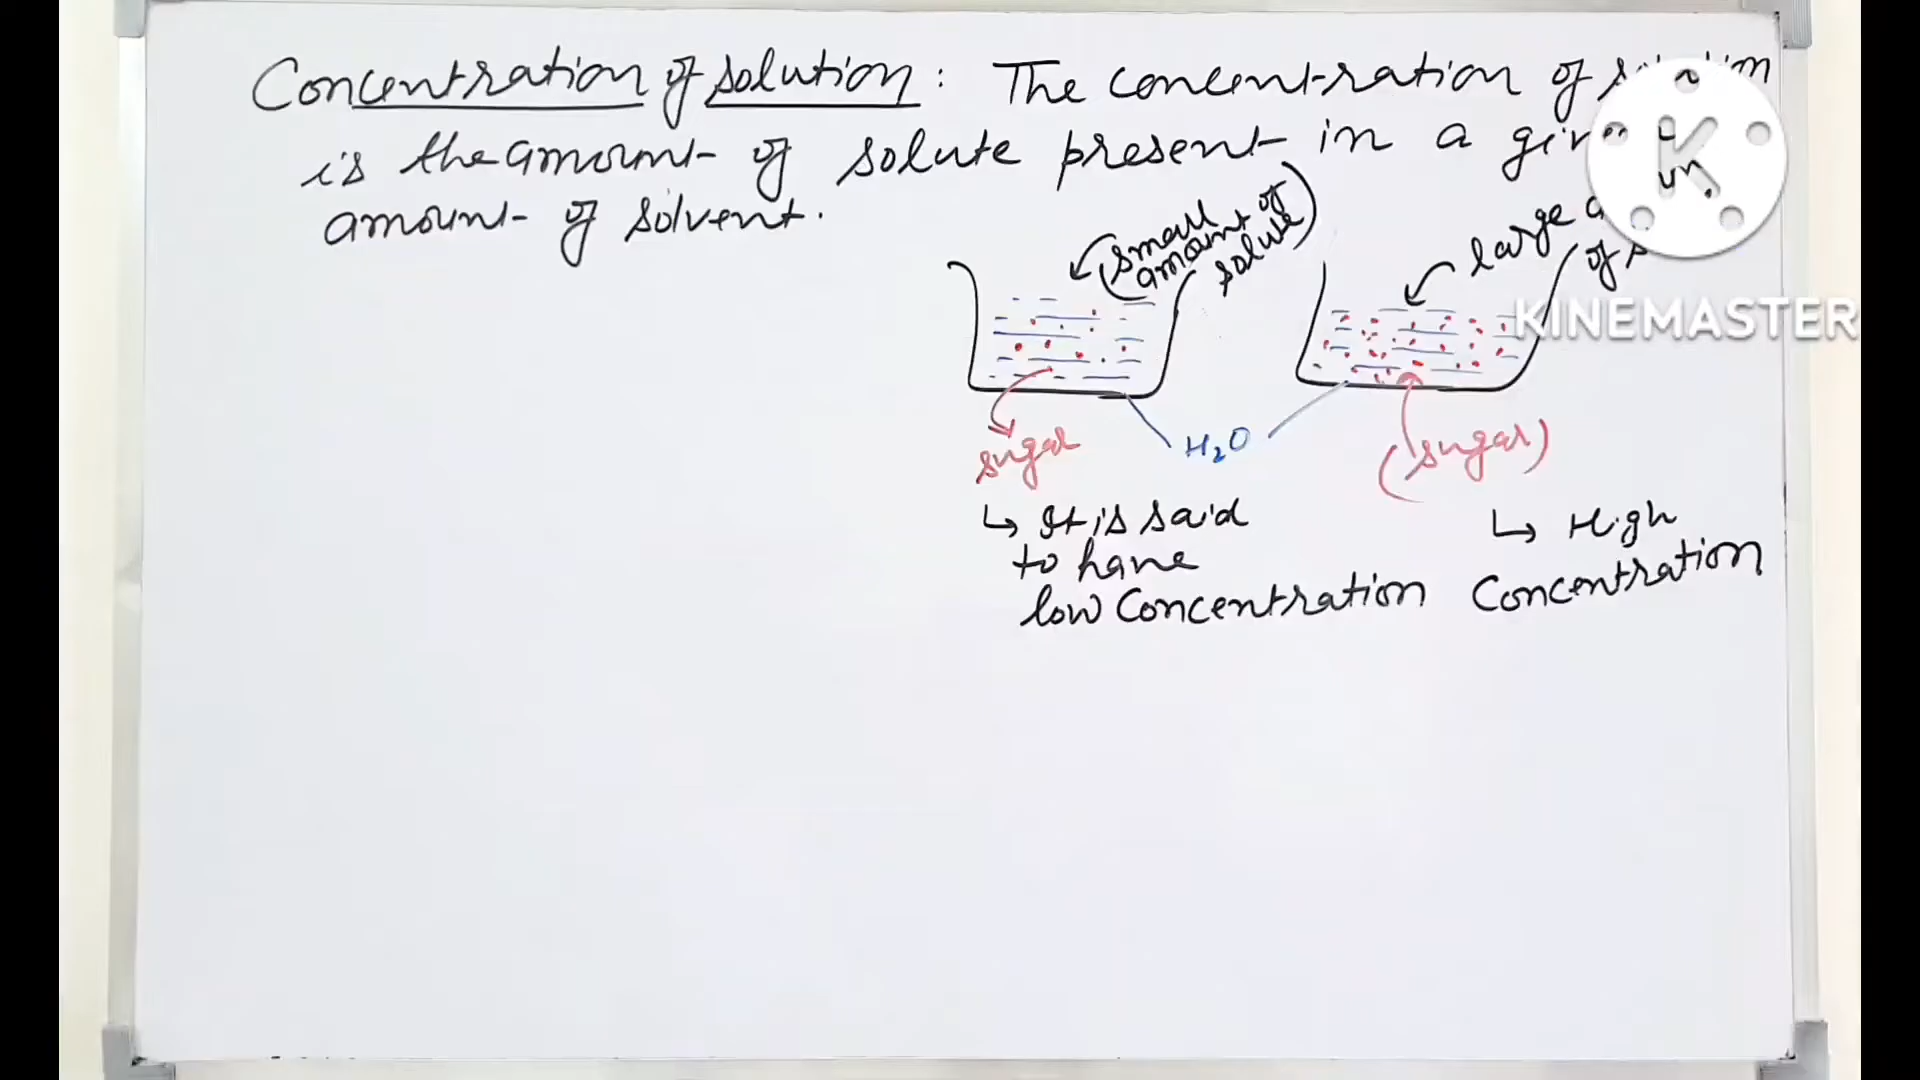 Concentration of solution : The concentration of
is the amount of solute present in a
amount of solvent.
(small
amount of
solute)
large
of
KINEMASTER
sugar
H₂O
(sugar)
↳ It is said
to have
low Concentration
↳ High
Concentration